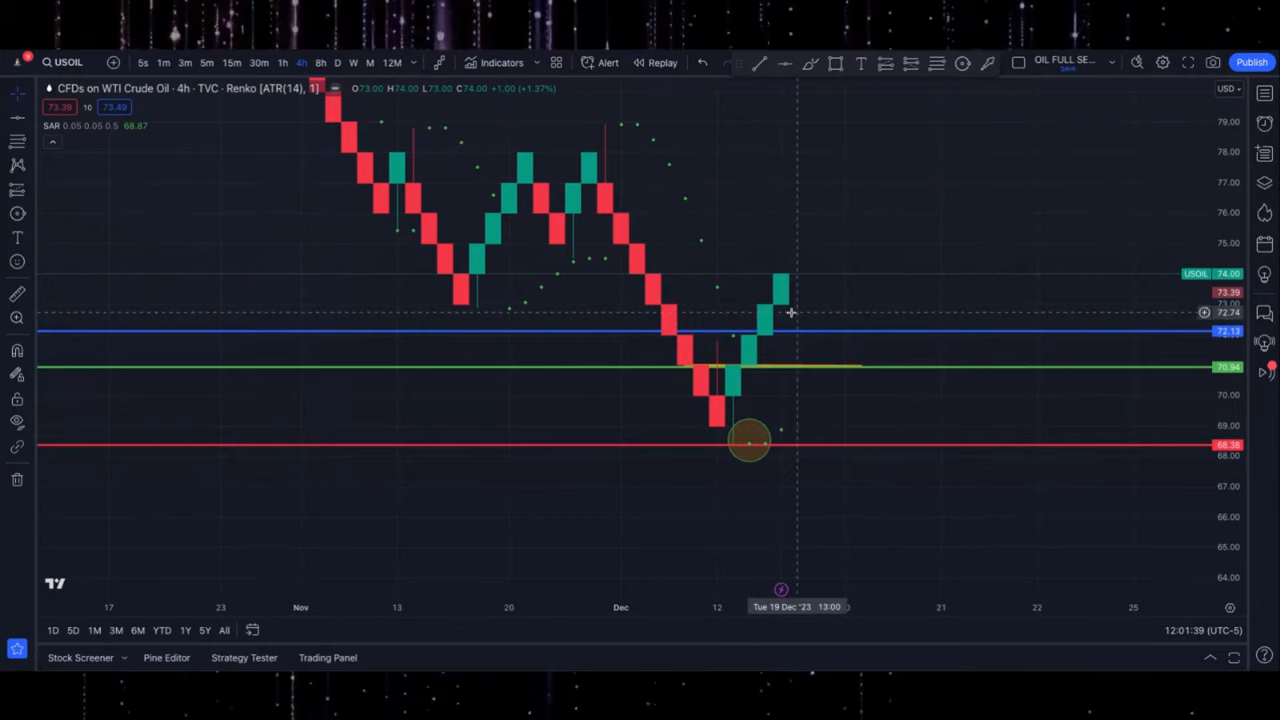 USOIL 5s 1m 3m 5m 15m 30m 1h 4h 8h D W M 12M Indicators Alert Replay OIL FULL SE... Save Publish
CFDs on WTI Crude Oil · 4h · TVC · Renko [ATR(14), 1] O73.00 H74.00 L73.00 C74.00 +1.00 (+1.37%) USD
73.39 10 73.49
SAR 0.05 0.05 0.5 68.87
79.00
78.00
77.00
76.00
75.00
USOIL 74.00
73.39
73.00
72.74
72.13
70.94
70.00
69.00
68.38
68.00
67.00
66.00
65.00
64.00
17 23 Nov 13 20 Dec 12 Tue 19 Dec '23 13:00 21 22 25
1D 5D 1M 3M 6M YTD 1Y 5Y All 12:01:39 (UTC-5)
Stock Screener Pine Editor Strategy Tester Trading Panel